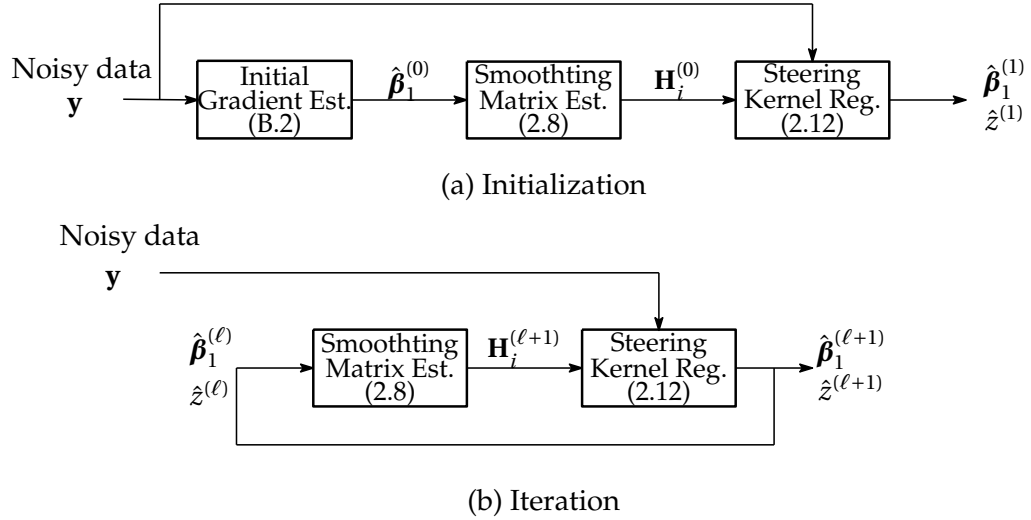 Noisy data
y
Initial
Gradient Est.
(B.2)
β̂₁⁽⁰⁾
Smoothting
Matrix Est.
(2.8)
Hᵢ⁽⁰⁾
Steering
Kernel Reg.
(2.12)
β̂₁⁽¹⁾
ẑ⁽¹⁾
(a) Initialization
Noisy data
y
β̂₁⁽ℓ⁾
ẑ⁽ℓ⁾
Smoothting
Matrix Est.
(2.8)
Hᵢ⁽ℓ⁺¹⁾
Steering
Kernel Reg.
(2.12)
β̂₁⁽ℓ⁺¹⁾
ẑ⁽ℓ⁺¹⁾
(b) Iteration